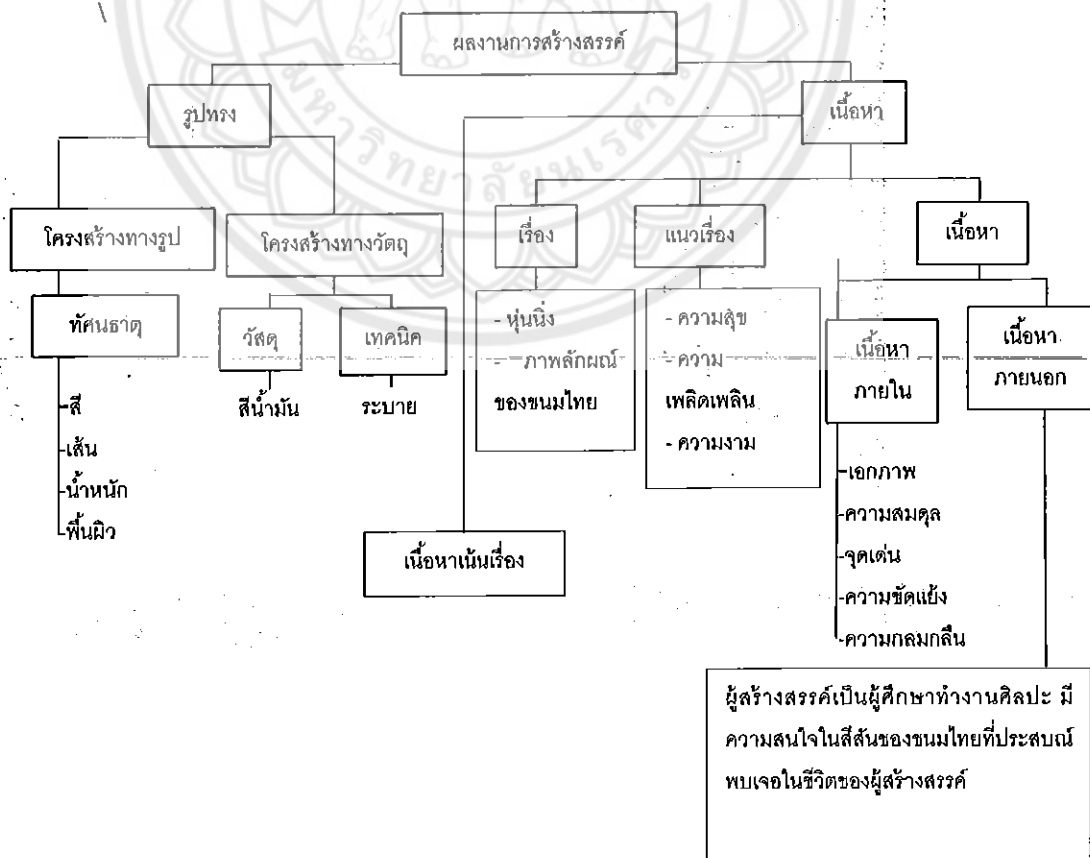 ผลงานการสร้างสรรค์
รูปทรง
เนื้อหา
มหาวิทยาลัยนเรศวร
โครงสร้างทางรูป
โครงสร้างทางวัตถุ
เรื่อง
แนวเรื่อง
เนื้อหา
ทัศนธาตุ
วัสดุ
เทคนิค
- หุ่นนิ่ง
- ภาพลักษณ์
ของขนมไทย
- ความสุข
- ความ
เพลิดเพลิน
- ความงาม
เนื้อหา
ภายใน
เนื้อหา
ภายนอก
-สี
-เส้น
-น้ำหนัก
-พื้นผิว
สีน้ำมัน
ระบาย
-เอกภาพ
-ความสมดุล
-จุดเด่น
-ความขัดแย้ง
-ความกลมกลืน
เนื้อหาเน้นเรื่อง
ผู้สร้างสรรค์เป็นผู้ศึกษาทำงานศิลปะ มี
ความสนใจในสีสันของขนมไทยที่ประสบณ์
พบเจอในชีวิตของผู้สร้างสรรค์